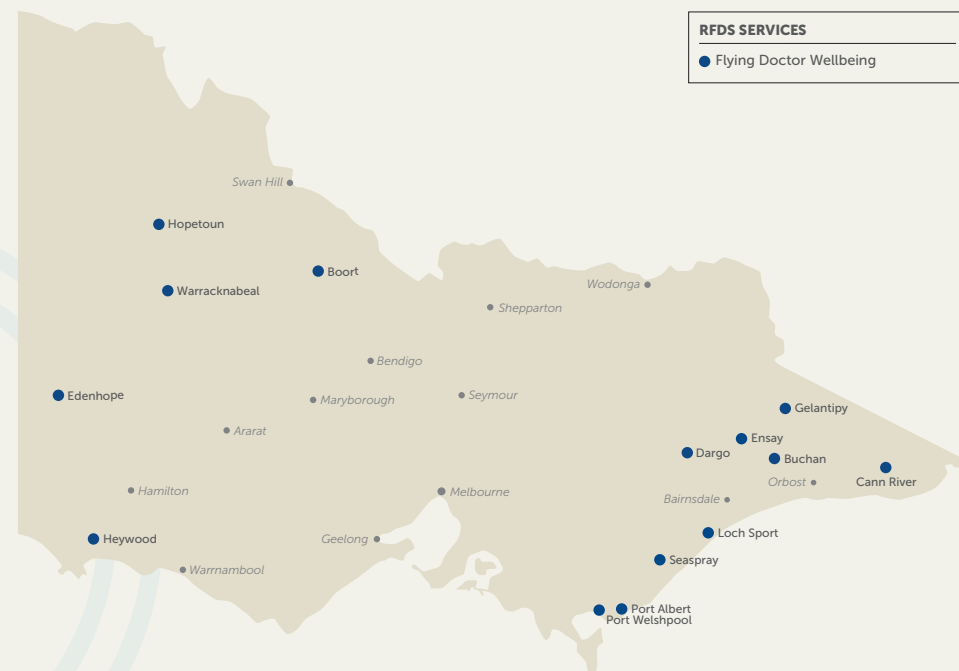 RFDS SERVICES
Flying Doctor Wellbeing
Swan Hill
Hopetoun
Boort
Warracknabeal
Wodonga
Shepparton
Bendigo
Edenhope
Maryborough
Seymour
Gelantipy
Ararat
Ensay
Dargo
Buchan
Orbost
Cann River
Hamilton
Melbourne
Bairnsdale
Loch Sport
Heywood
Geelong
Seaspray
Warrnambool
Port Albert
Port Welshpool